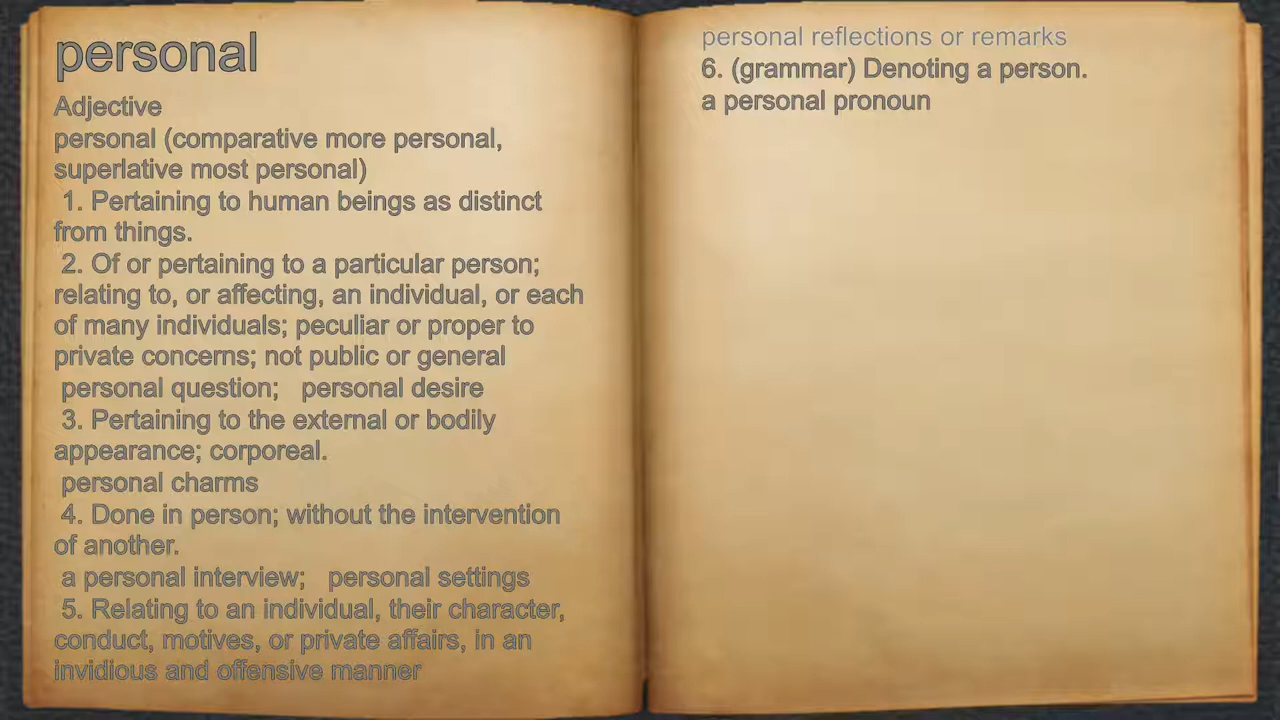 personal
Adjective
personal (comparative more personal,
superlative most personal)
1. Pertaining to human beings as distinct
from things.
2. Of or pertaining to a particular person;
relating to, or affecting, an individual, or each
of many individuals; peculiar or proper to
private concerns; not public or general
personal question;   personal desire
3. Pertaining to the external or bodily
appearance; corporeal.
personal charms
4. Done in person; without the intervention
of another.
a personal interview;   personal settings
5. Relating to an individual, their character,
conduct, motives, or private affairs, in an
invidious and offensive manner
personal reflections or remarks
6. (grammar) Denoting a person.
a personal pronoun